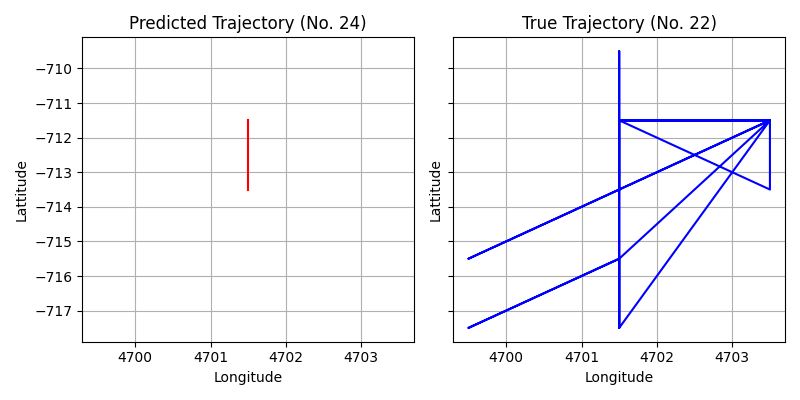 Predicted Trajectory (No. 24)
−710
−711
−712
−713
−714
−715
−716
−717
Lattitude
4700
4701
4702
4703
Longitude
True Trajectory (No. 22)
Lattitude
4700
4701
4702
4703
Longitude